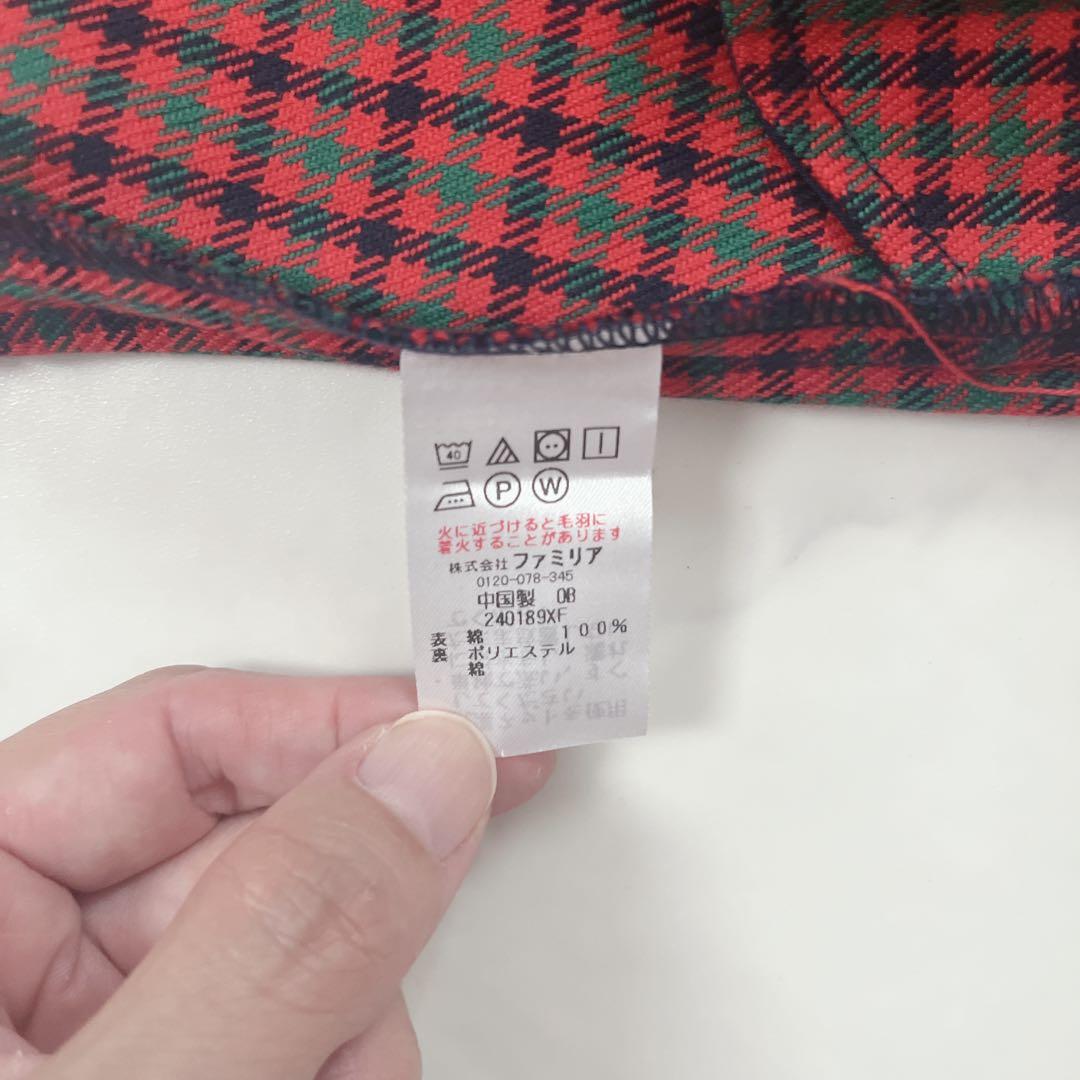 40
P W
火に近づけると毛羽に
着火することがあります
株式会社 ファミリア
0120-078-345
中国製 OB
240189XF
表 綿 100%
裏 ポリエステル
綿